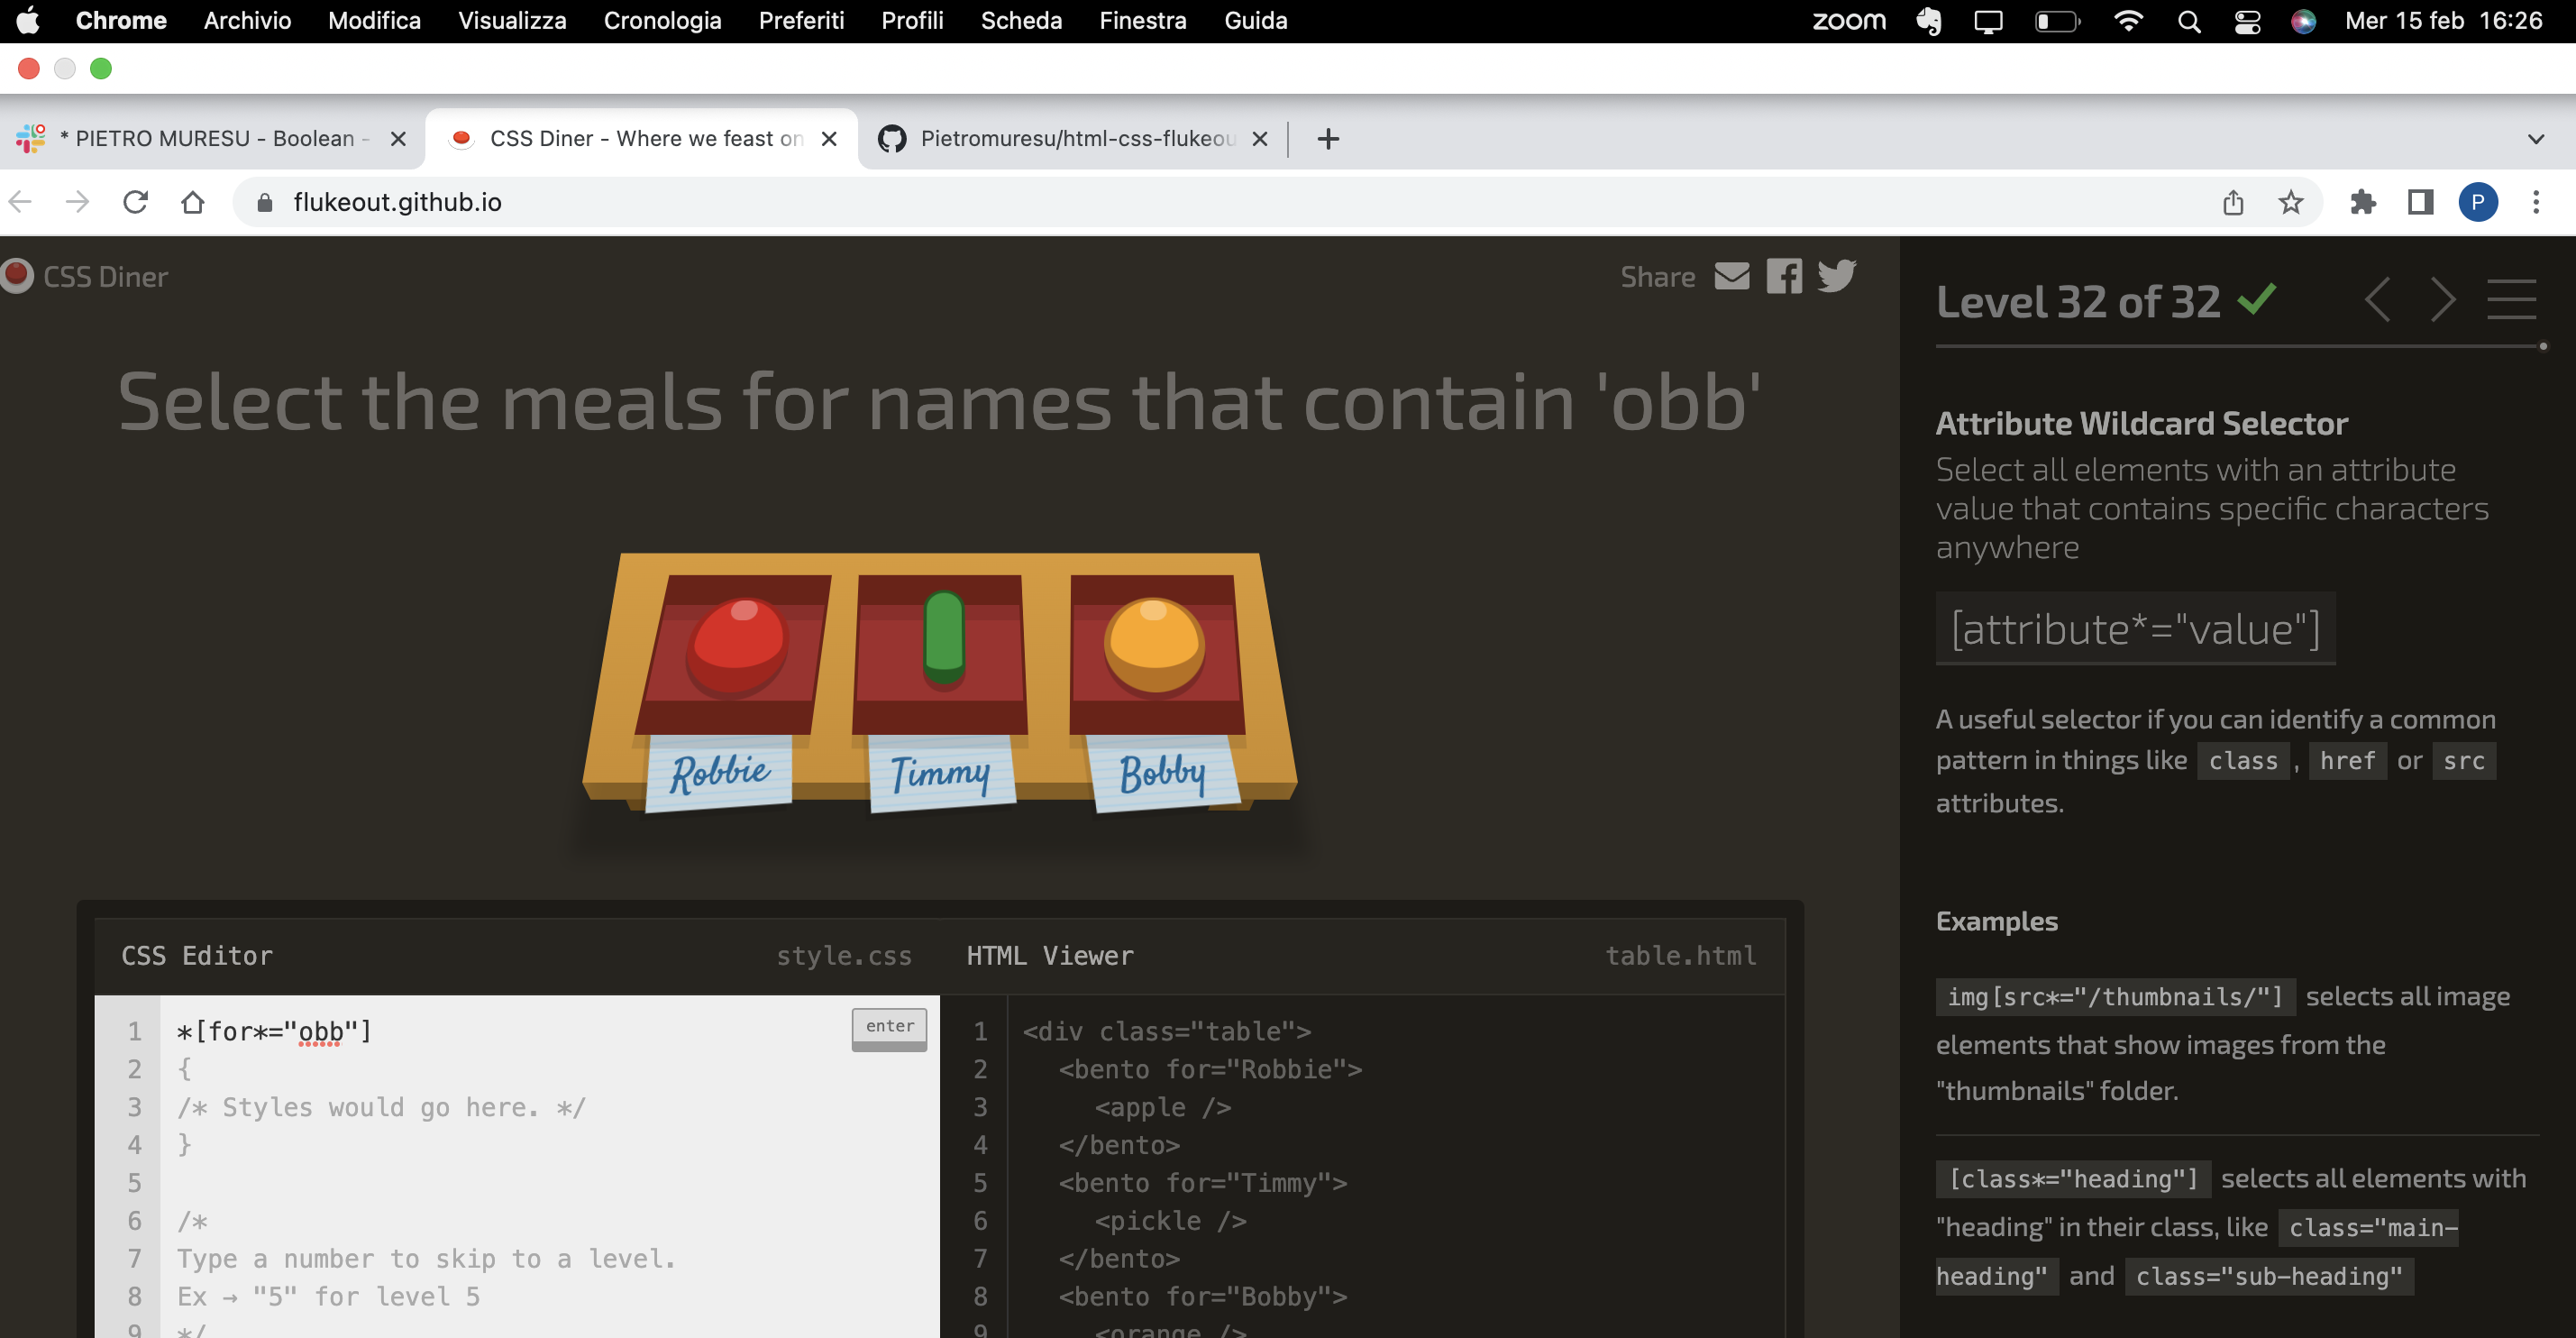 Chrome Archivio Modifica Visualizza Cronologia Preferiti Profili Scheda Finestra Guida zoom Mer 15 feb 16:26
* PIETRO MURESU - Boolean - CSS Diner - Where we feast on Pietromuresu/html-css-flukeou
flukeout.github.io P
CSS Diner Share
Select the meals for names that contain 'obb'
Robbie Timmy Bobby
CSS Editor style.css
1 *[for*="obb"] enter
2 {
3 /* Styles would go here. */
4 }
5
6 /*
7 Type a number to skip to a level.
8 Ex → "5" for level 5
9 */
HTML Viewer table.html
1 <div class="table">
2 <bento for="Robbie">
3 <apple />
4 </bento>
5 <bento for="Timmy">
6 <pickle />
7 </bento>
8 <bento for="Bobby">
9 <orange />
Level 32 of 32
Attribute Wildcard Selector
Select all elements with an attribute
value that contains specific characters
anywhere
[attribute*="value"]
A useful selector if you can identify a common
pattern in things like class , href or src
attributes.
Examples
img[src*="/thumbnails/"] selects all image
elements that show images from the
"thumbnails" folder.
[class*="heading"] selects all elements with
"heading" in their class, like class="main-
heading" and class="sub-heading"